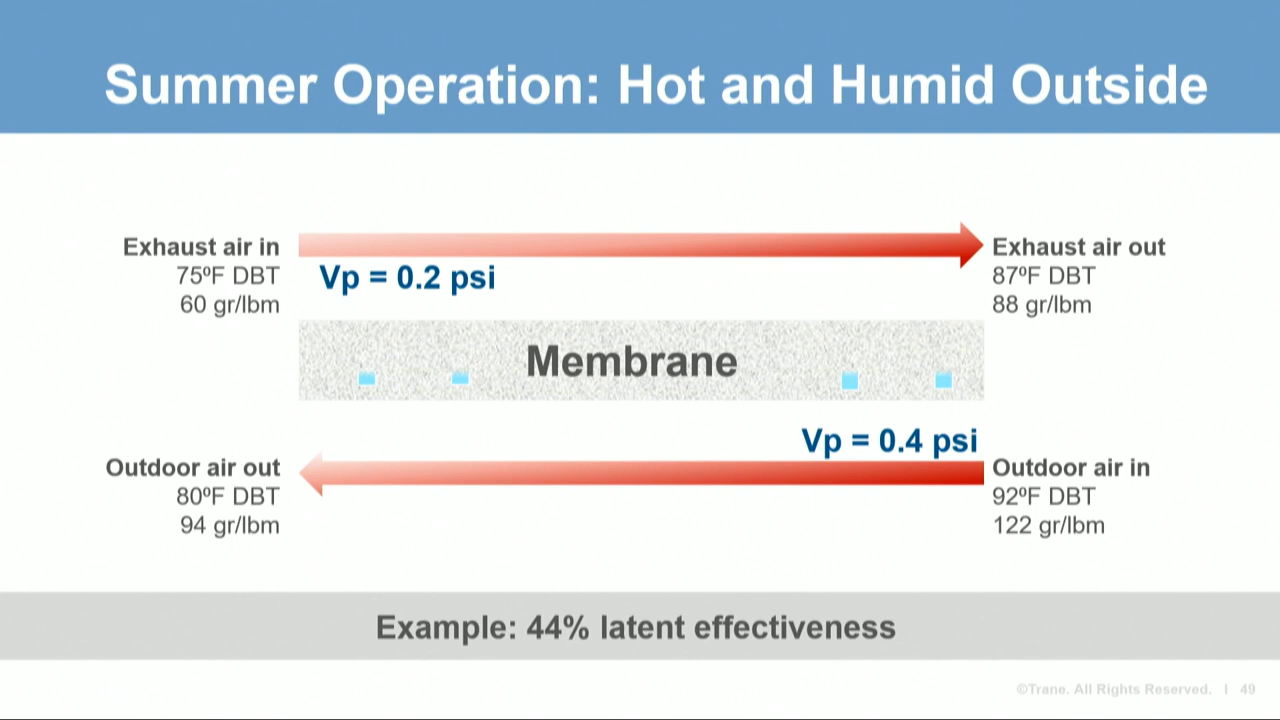 Summer Operation: Hot and Humid Outside
Exhaust air in
75ºF DBT
60 gr/lbm
Vp = 0.2 psi
Exhaust air out
87ºF DBT
88 gr/lbm
Membrane
Vp = 0.4 psi
Outdoor air out
80ºF DBT
94 gr/lbm
Outdoor air in
92ºF DBT
122 gr/lbm
Example: 44% latent effectiveness
©Trane. All Rights Reserved. I 49